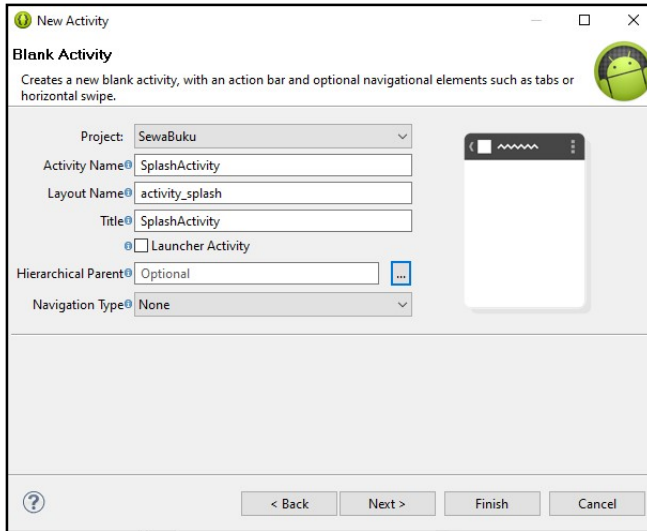 New Activity
Blank Activity
Creates a new blank activity, with an action bar and optional navigational elements such as tabs or
horizontal swipe.
Project: SewaBuku
Activity Name SplashActivity
Layout Name activity_splash
Title SplashActivity
Launcher Activity
Hierarchical Parent Optional ...
Navigation Type None
? < Back Next > Finish Cancel